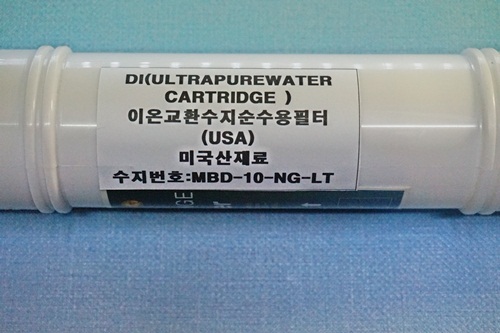 DI(ULTRAPUREWATER
CARTRIDGE )
이온교환수지순수용필터
(USA)
미국산재료
수지번호:MBD-10-NG-LT
GE